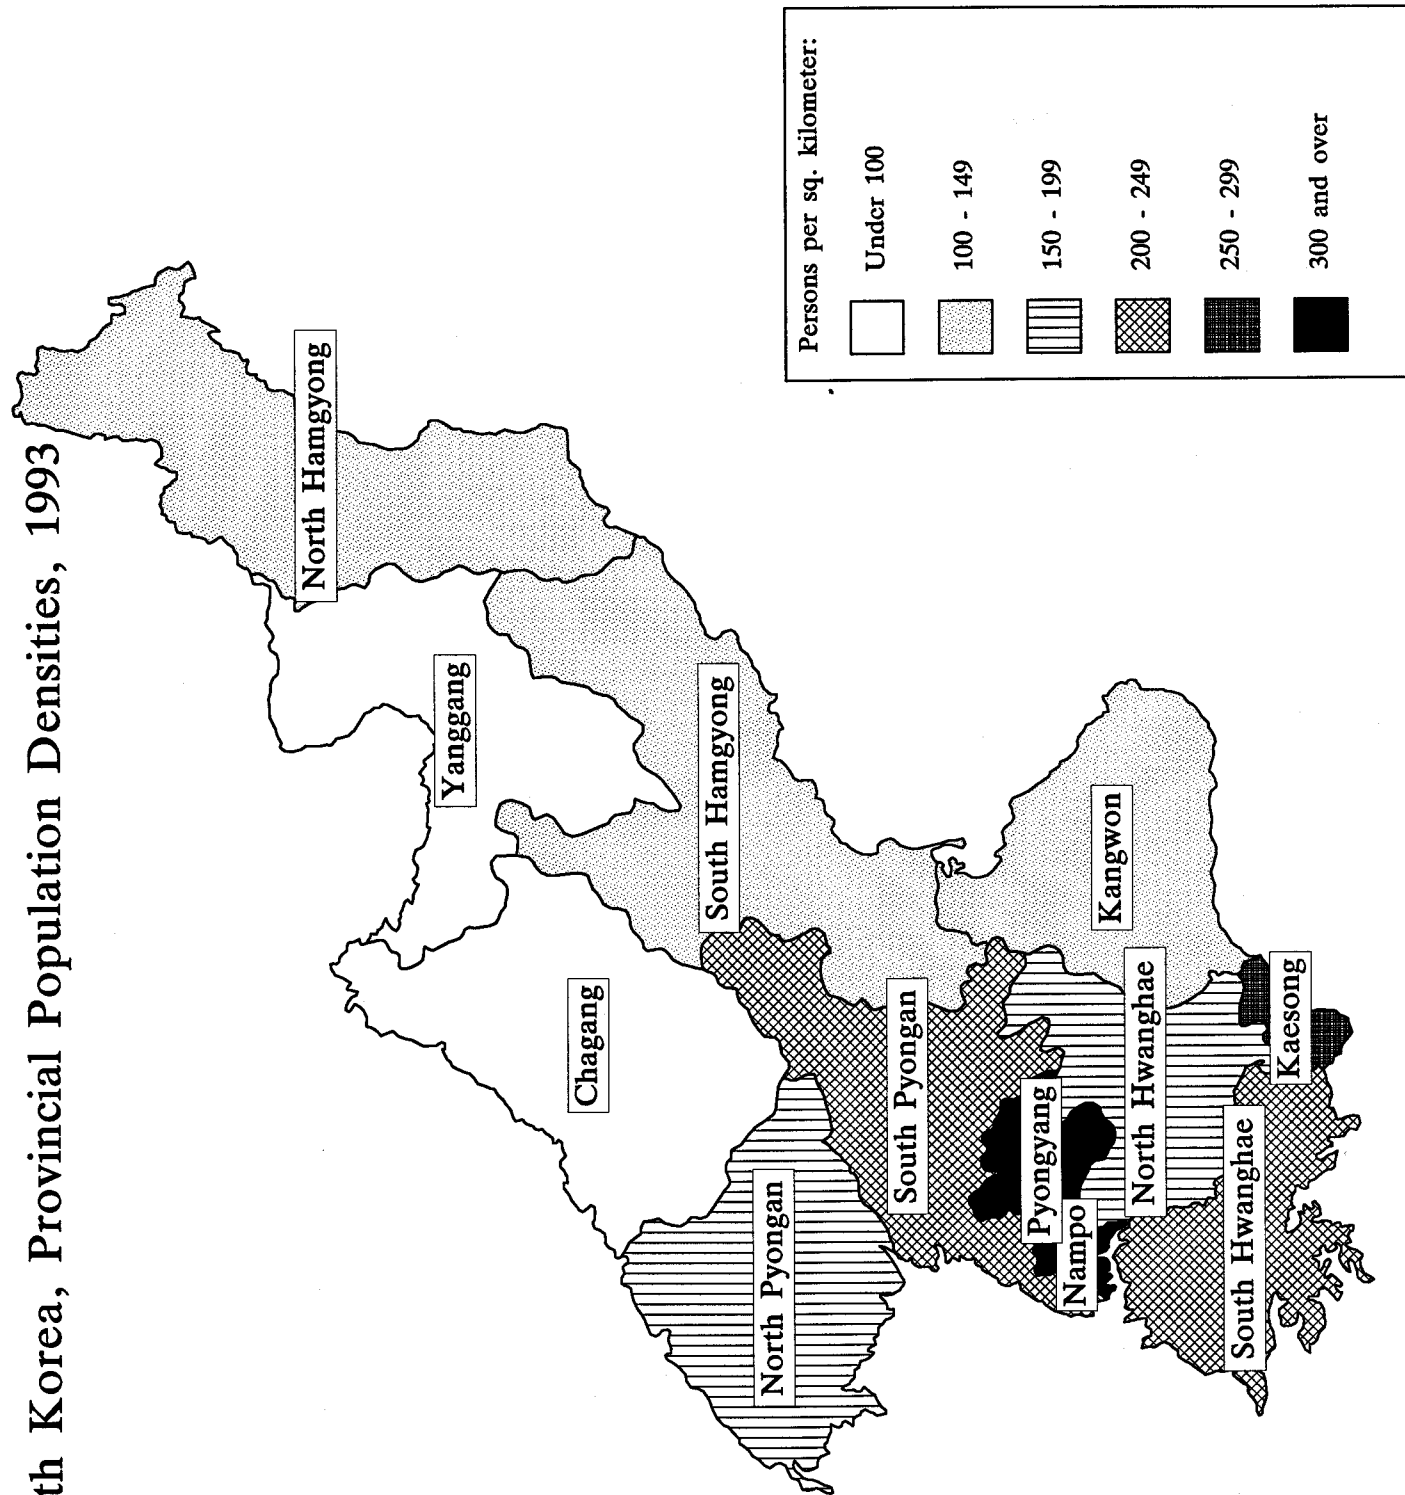 th Korea, Provincial Population Densities, 1993
North Hamgyong
Yanggang
Chagang
South Hamgyong
North Pyongan
South Pyongan
Kangwon
Pyongyang
Nampo
North Hwanghae
South Hwanghae
Kaesong
Persons per sq. kilometer:
Under 100
100 - 149
150 - 199
200 - 249
250 - 299
300 and over